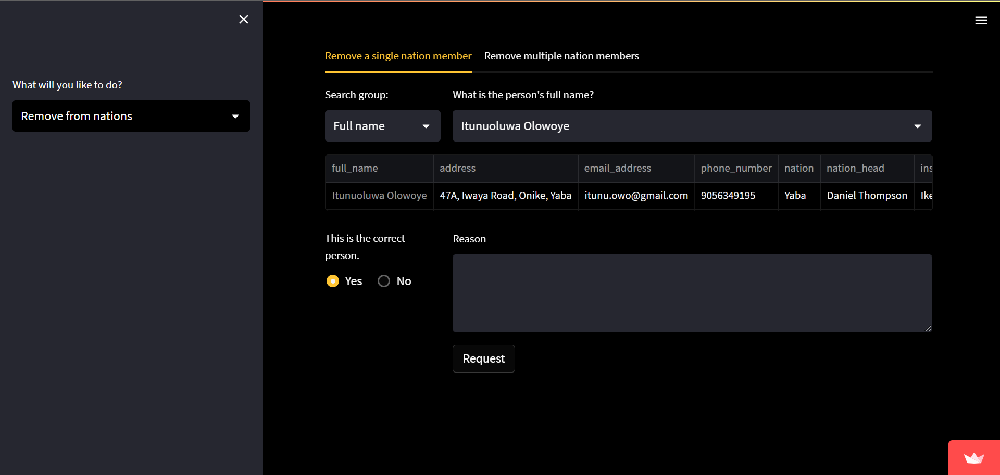 What will you like to do?
Remove from nations
Remove a single nation member Remove multiple nation members
Search group: What is the person's full name?
Full name Itunuoluwa Olowoye
full_name address email_address phone_number nation nation_head ins
Itunuoluwa Olowoye 47A, Iwaya Road, Onike, Yaba itunu.owo@gmail.com 9056349195 Yaba Daniel Thompson Ike
This is the correct
person.
Yes No
Reason
Request